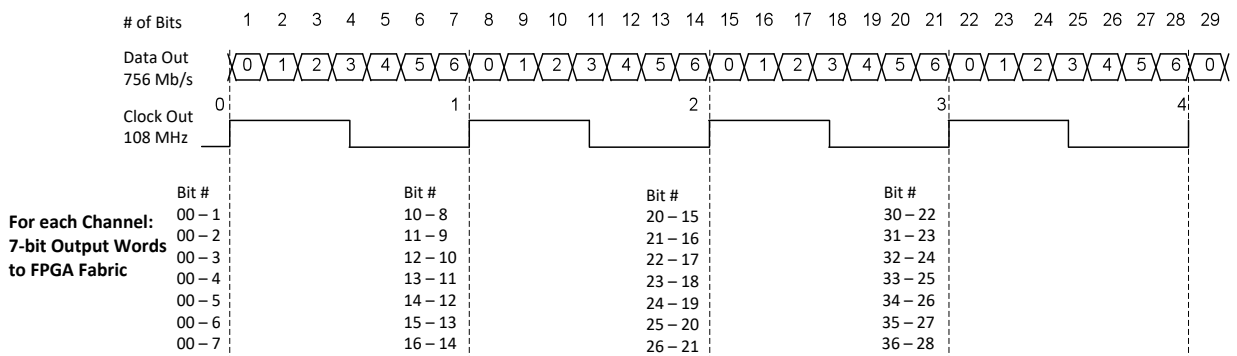 # of Bits 1 2 3 4 5 6 7 8 9 10 11 12 13 14 15 16 17 18 19 20 21 22 23 24 25 26 27 28 29
Data Out
756 Mb/s
0 1 2 3 4 5 6 0 1 2 3 4 5 6 0 1 2 3 4 5 6 0 1 2 3 4 5 6 0
0 1 2 3 4
Clock Out
108 MHz
Bit # Bit # Bit # Bit #
For each Channel:
7-bit Output Words
to FPGA Fabric
00 – 1 10 – 8 20 – 15 30 – 22
00 – 2 11 – 9 21 – 16 31 – 23
00 – 3 12 – 10 22 – 17 32 – 24
00 – 4 13 – 11 23 – 18 33 – 25
00 – 5 14 – 12 24 – 19 34 – 26
00 – 6 15 – 13 25 – 20 35 – 27
00 – 7 16 – 14 26 – 21 36 – 28